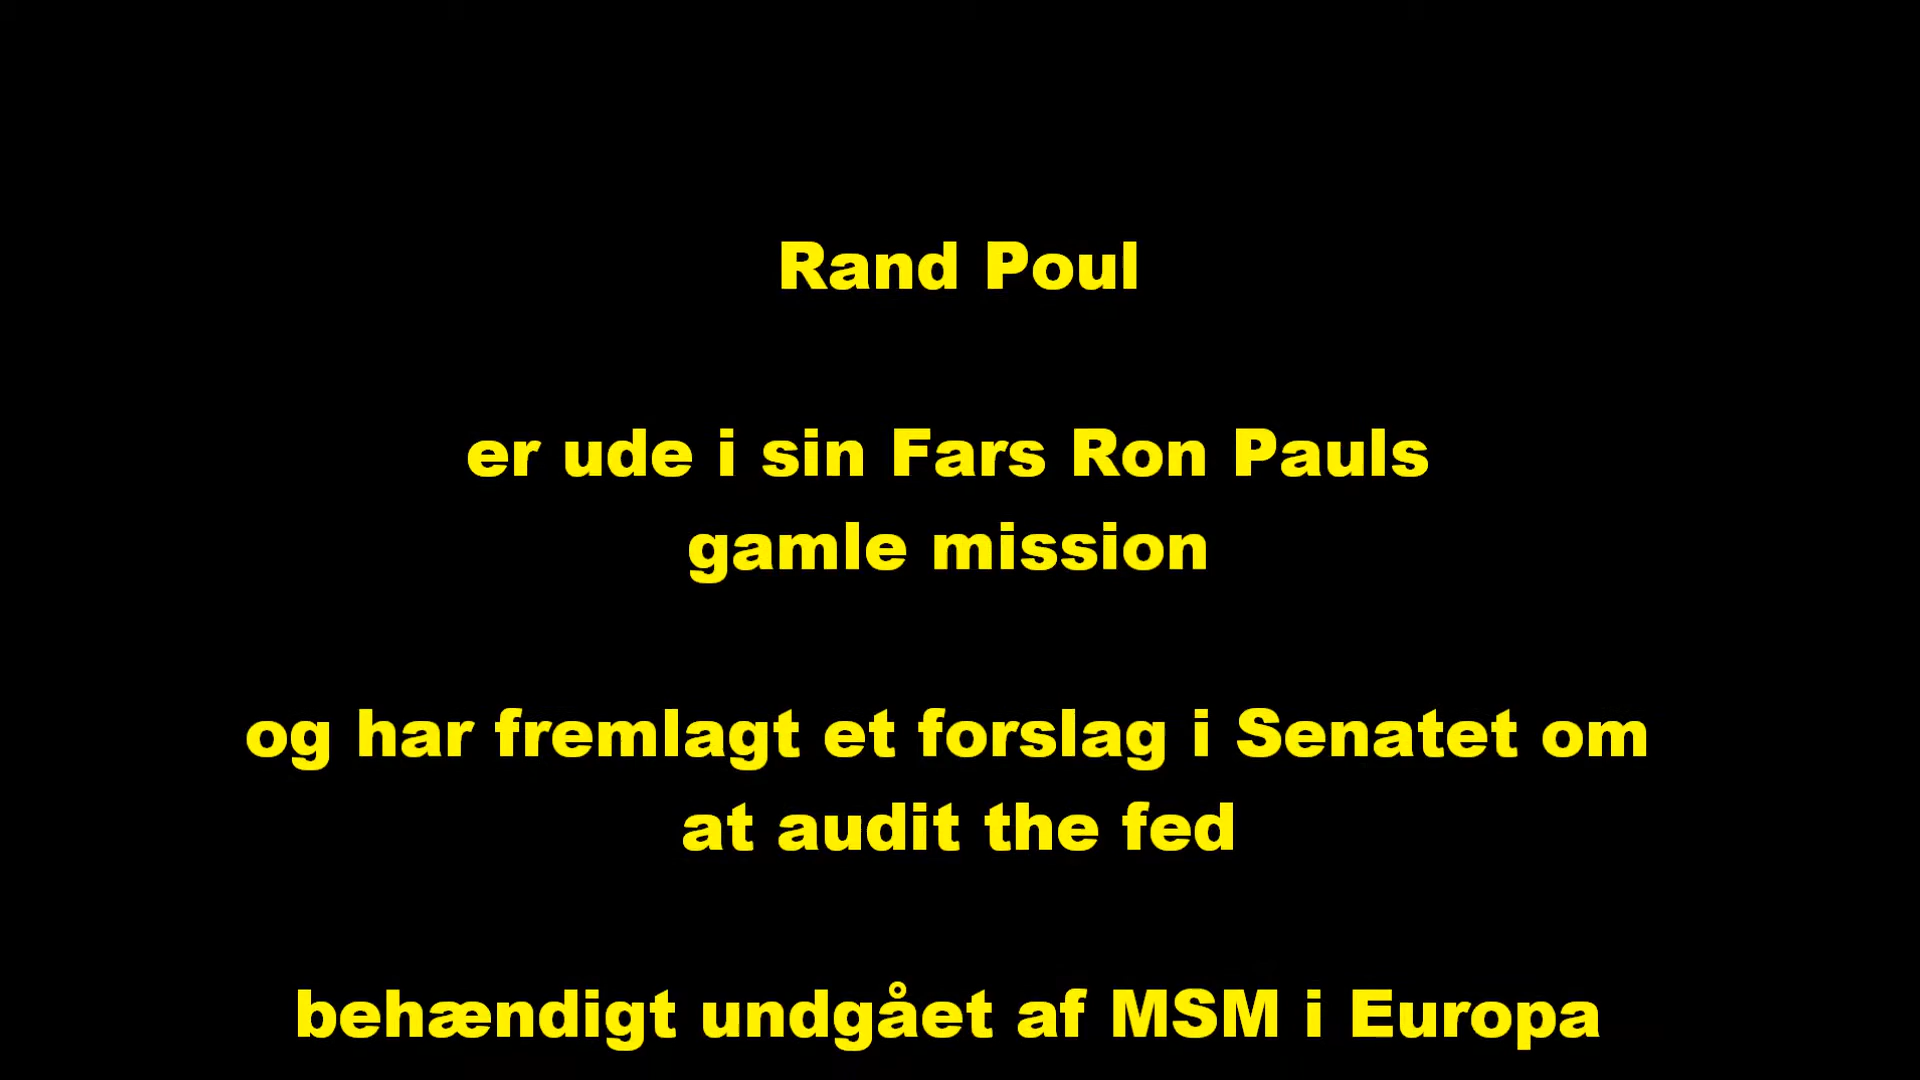 Rand Poul
er ude i sin Fars Ron Pauls
gamle mission
og har fremlagt et forslag i Senatet om
at audit the fed
behændigt undgået af MSM i Europa